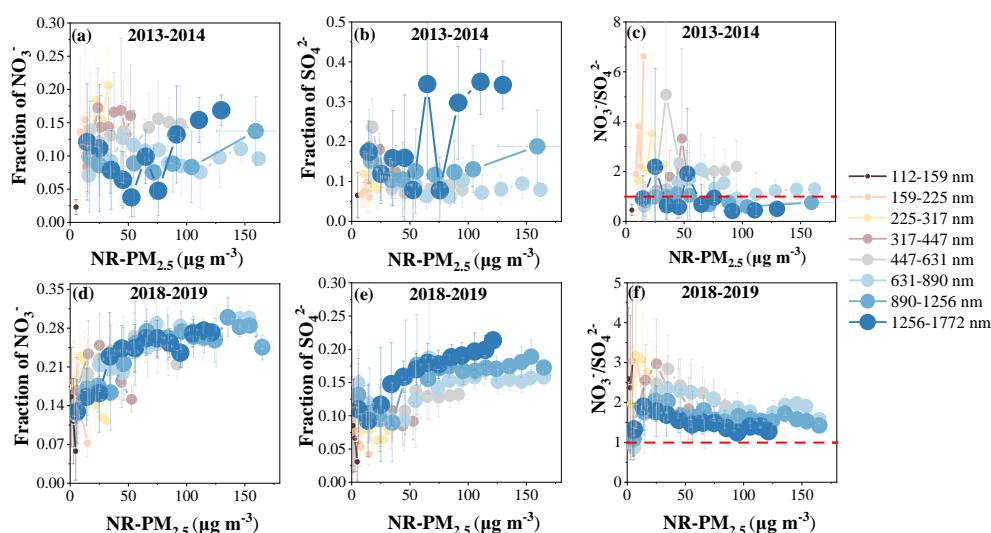 (a) 2013-2014
Fraction of NO₃⁻
0.30
0.25
0.20
0.15
0.10
0.05
0.00
0 50 100 150
NR-PM₂.₅ (μg m⁻³)
(b) 2013-2014
Fraction of SO₄²⁻
0.5
0.4
0.3
0.2
0.1
0.0
0 50 100 150
NR-PM₂.₅ (μg m⁻³)
(c) 2013-2014
NO₃⁻/SO₄²⁻
8
6
4
2
0
0 50 100 150
NR-PM₂.₅ (μg m⁻³)
112-159 nm
159-225 nm
225-317 nm
317-447 nm
447-631 nm
631-890 nm
890-1256 nm
1256-1772 nm
(d) 2018-2019
Fraction of NO₃⁻
0.35
0.28
0.21
0.14
0.07
0.00
0 50 100 150
NR-PM₂.₅ (μg m⁻³)
(e) 2018-2019
Fraction of SO₄²⁻
0.30
0.25
0.20
0.15
0.10
0.05
0.00
0 50 100 150
NR-PM₂.₅ (μg m⁻³)
(f) 2018-2019
NO₃⁻/SO₄²⁻
5
4
3
2
1
0
0 50 100 150
NR-PM₂.₅ (μg m⁻³)